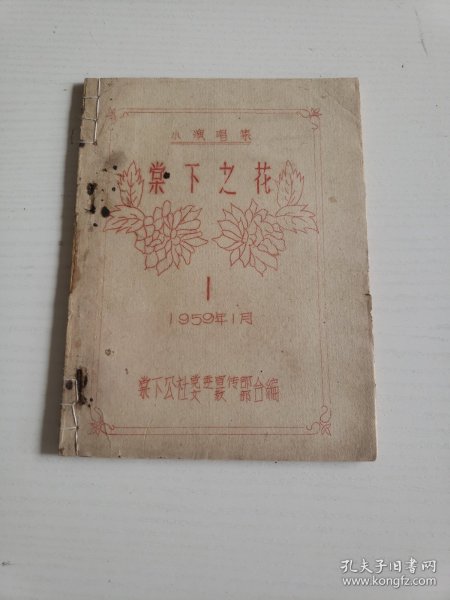 小演唱集
棠下之花
1
1959年1月
棠下公社党委宣传部 文教部合编
孔夫子旧书网
www.kongfz.com